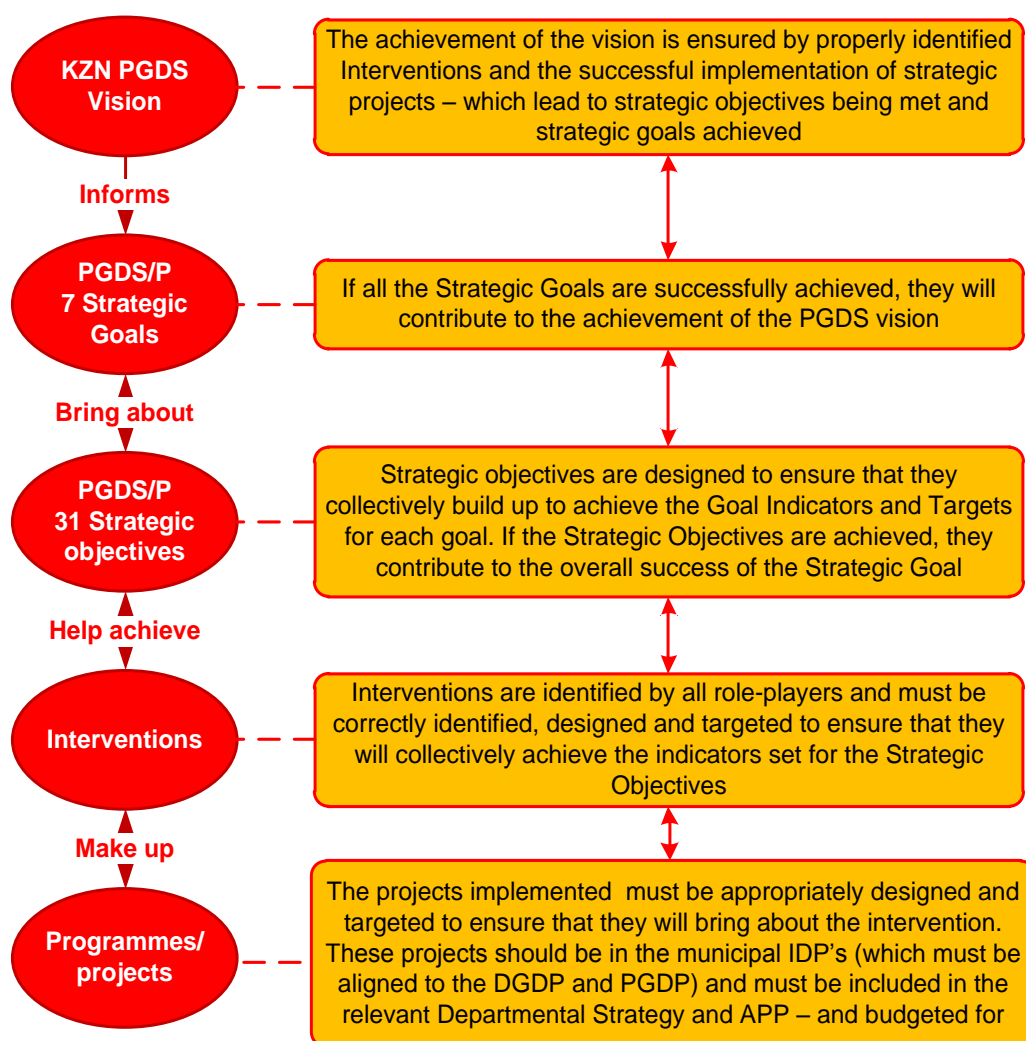 KZN PGDS
Vision
The achievement of the vision is ensured by properly identified
Interventions and the successful implementation of strategic
projects – which lead to strategic objectives being met and
strategic goals achieved
Informs
PGDS/P
7 Strategic
Goals
If all the Strategic Goals are successfully achieved, they will
contribute to the achievement of the PGDS vision
Bring about
PGDS/P
31 Strategic
objectives
Strategic objectives are designed to ensure that they
collectively build up to achieve the Goal Indicators and Targets
for each goal. If the Strategic Objectives are achieved, they
contribute to the overall success of the Strategic Goal
Help achieve
Interventions
Interventions are identified by all role-players and must be
correctly identified, designed and targeted to ensure that they
will collectively achieve the indicators set for the Strategic
Objectives
Make up
Programmes/
projects
The projects implemented  must be appropriately designed and
targeted to ensure that they will bring about the intervention.
These projects should be in the municipal IDP's (which must be
aligned to the DGDP and PGDP) and must be included in the
relevant Departmental Strategy and APP – and budgeted for